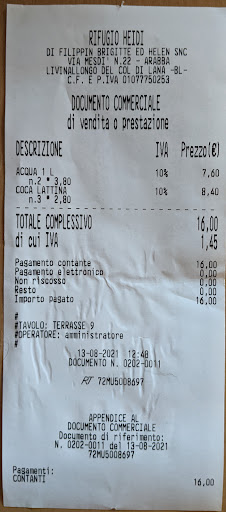 RIFUGIO HEIDI
DI FILIPPIN BRIGITTE ED HELEN SNC
VIA MESDI' N.22 - ARABBA
LIVINALLONGO DEL COL DI LANA -BL-
C.F. E P.IVA 01077750253
DOCUMENTO COMMERCIALE
di vendita o prestazione
DESCRIZIONE IVA Prezzo(€)
ACQUA 1 L 10% 7,60
n.2 * 3,80
COCA LATTINA 10% 8,40
n.3 * 2,80
TOTALE COMPLESSIVO 16,00
di cui IVA 1,45
Pagamento contante 16,00
Pagamento elettronico 0,00
Non riscosso 0,00
Resto 0,00
Importo pagato 16,00
#
#TAVOLO: TERRASSE 9
#OPERATORE: amministratore
#
13-08-2021 12:48
DOCUMENTO N. 0202-0011
RT 72MU5008697
APPENDICE AL
DOCUMENTO COMMERCIALE
Documento di riferimento:
N. 0202-0011 del 13-08-2021
72MU5008697
Pagamenti:
CONTANTI 16,00